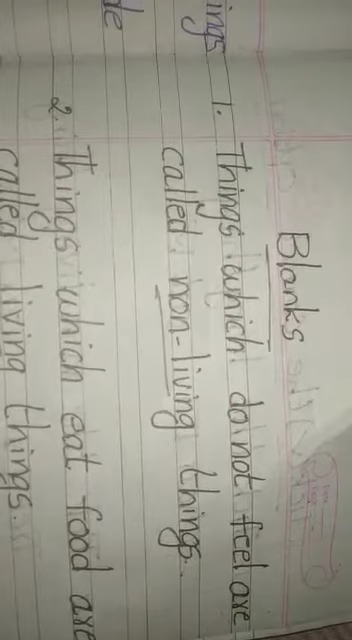 Blanks
1. Things which do not feel are
called non-living things.
2. Things which eat food are
called living things.
ings
de